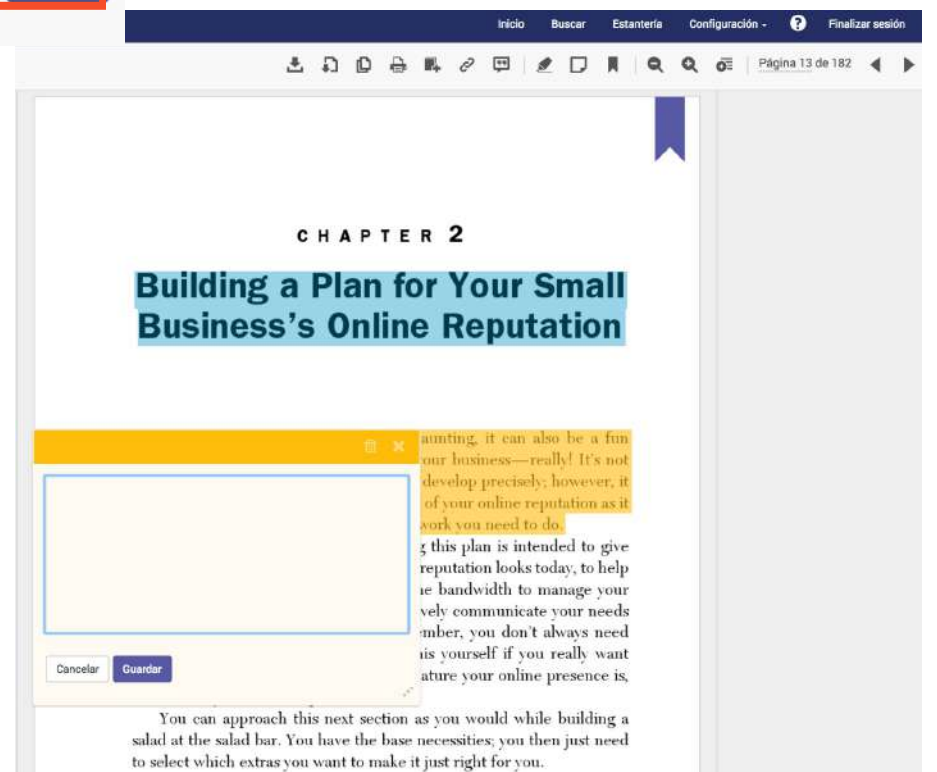 Inicio Buscar Estantería Configuración - ? Finalizar sesión
Página 13 de 182
CHAPTER 2
Building a Plan for Your Small
Business's Online Reputation
aunting, it can also be a fun
our business—really! It's not
develop precisely; however, it
of your online reputation as it
work you need to do.
g this plan is intended to give
reputation looks today, to help
ne bandwidth to manage your
vely communicate your needs
ember, you don't always need
his yourself if you really want
ature your online presence is,
Cancelar Guardar
You can approach this next section as you would while building a
salad at the salad bar. You have the base necessities; you then just need
to select which extras you want to make it just right for you.